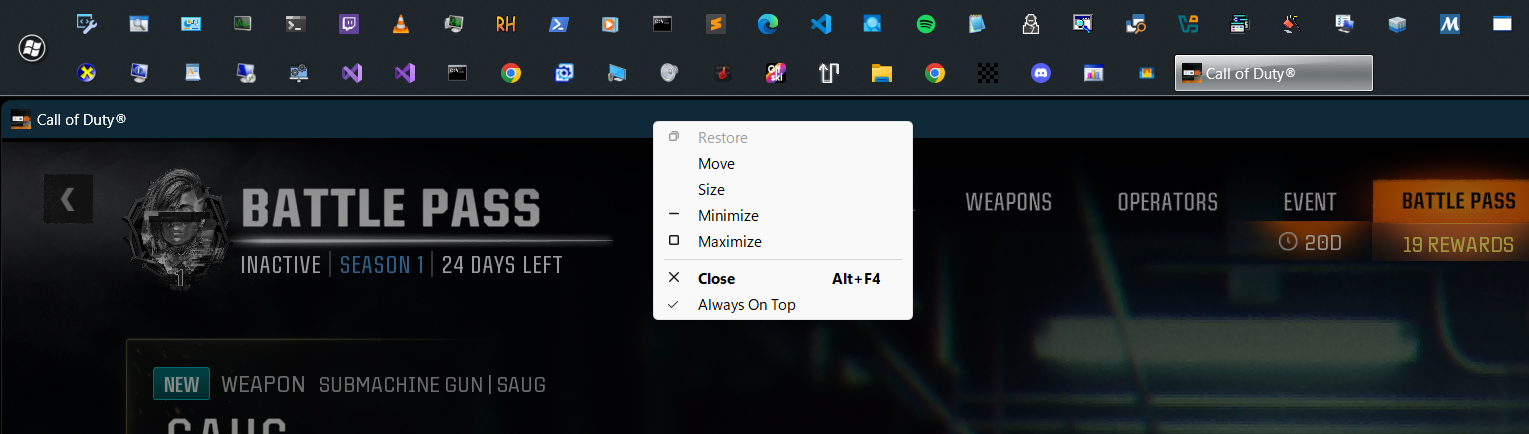 RH
Call of Duty®
Call of Duty®
Restore
Move
Size
Minimize
Maximize
Close Alt+F4
Always On Top
BATTLE PASS
INACTIVE | SEASON 1 | 24 DAYS LEFT
1
WEAPONS OPERATORS EVENT BATTLE PASS
20D 19 REWARDS
NEW WEAPON SUBMACHINE GUN | SAUG
SAUG